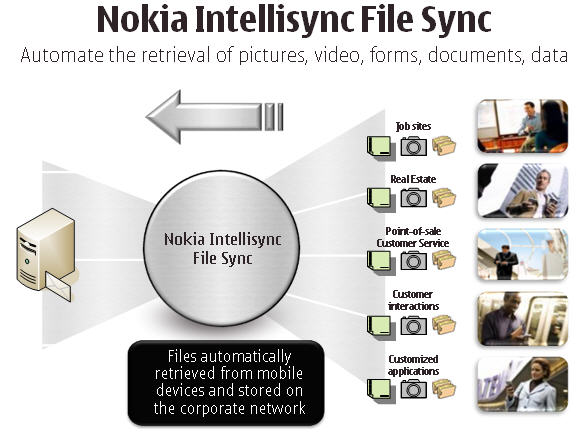 Nokia Intellisync File Sync
Automate the retrieval of pictures, video, forms, documents, data
Job sites
Real Estate
Nokia Intellisync
File Sync
Point-of-sale
Customer Service
Customer
interactions
Customized
applications
Files automatically
retrieved from mobile
devices and stored on
the corporate network